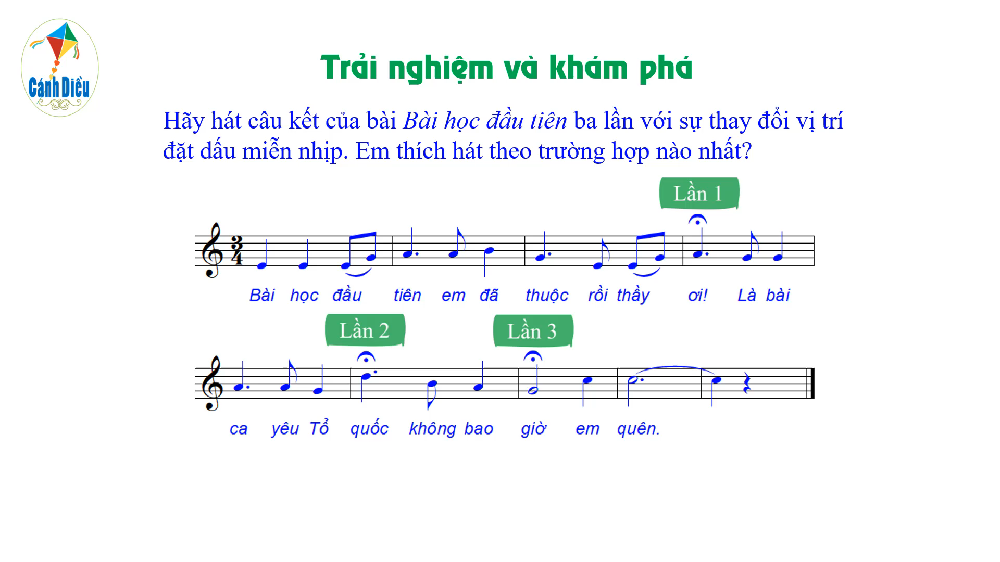 Cánh Diều
Trải nghiệm và khám phá
Hãy hát câu kết của bài Bài học đầu tiên ba lần với sự thay đổi vị trí
đặt dấu miễn nhịp. Em thích hát theo trường hợp nào nhất?
Lần 1
3
4
Bài học đầu tiên em đã thuộc rồi thầy ơi! Là bài
Lần 2 Lần 3
ca yêu Tổ quốc không bao giờ em quên.